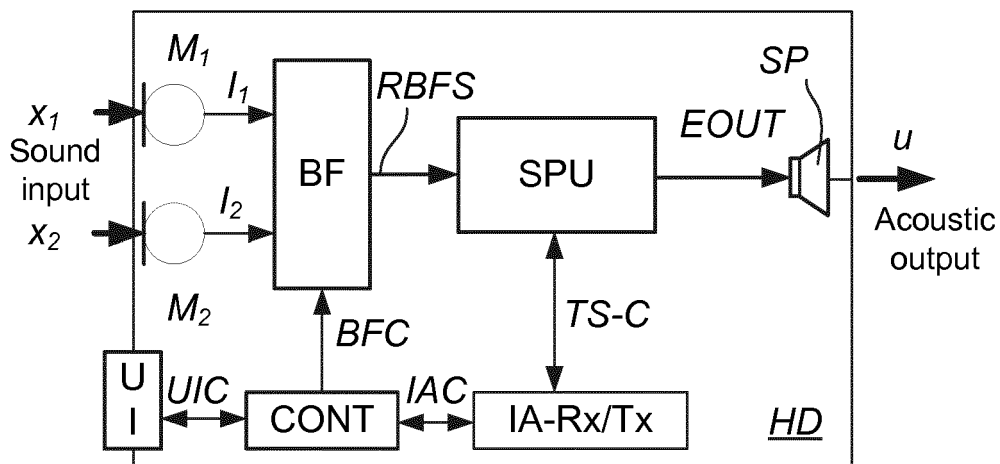 M1
I1
RBFS
SP
x1
Sound
input
BF
SPU
EOUT
u
Acoustic
output
I2
x2
M2
BFC
TS-C
U
I
UIC
CONT
IAC
IA-Rx/Tx
HD